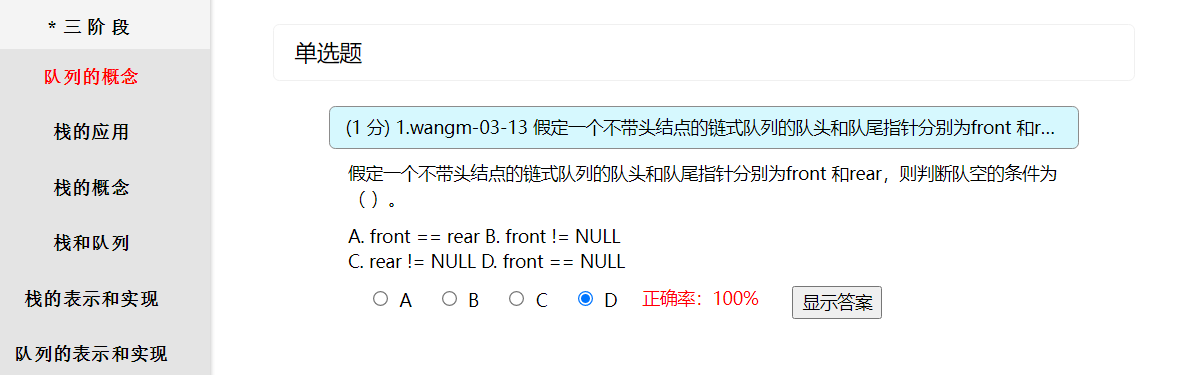 * 三 阶 段
队列的概念
栈的应用
栈的概念
栈和队列
栈的表示和实现
队列的表示和实现
单选题
(1 分) 1.wangm-03-13 假定一个不带头结点的链式队列的队头和队尾指针分别为front 和r...
假定一个不带头结点的链式队列的队头和队尾指针分别为front 和rear，则判断队空的条件为
（ ）。
A. front == rear B. front != NULL
C. rear != NULL D. front == NULL
A B C D 正确率：100% 显示答案